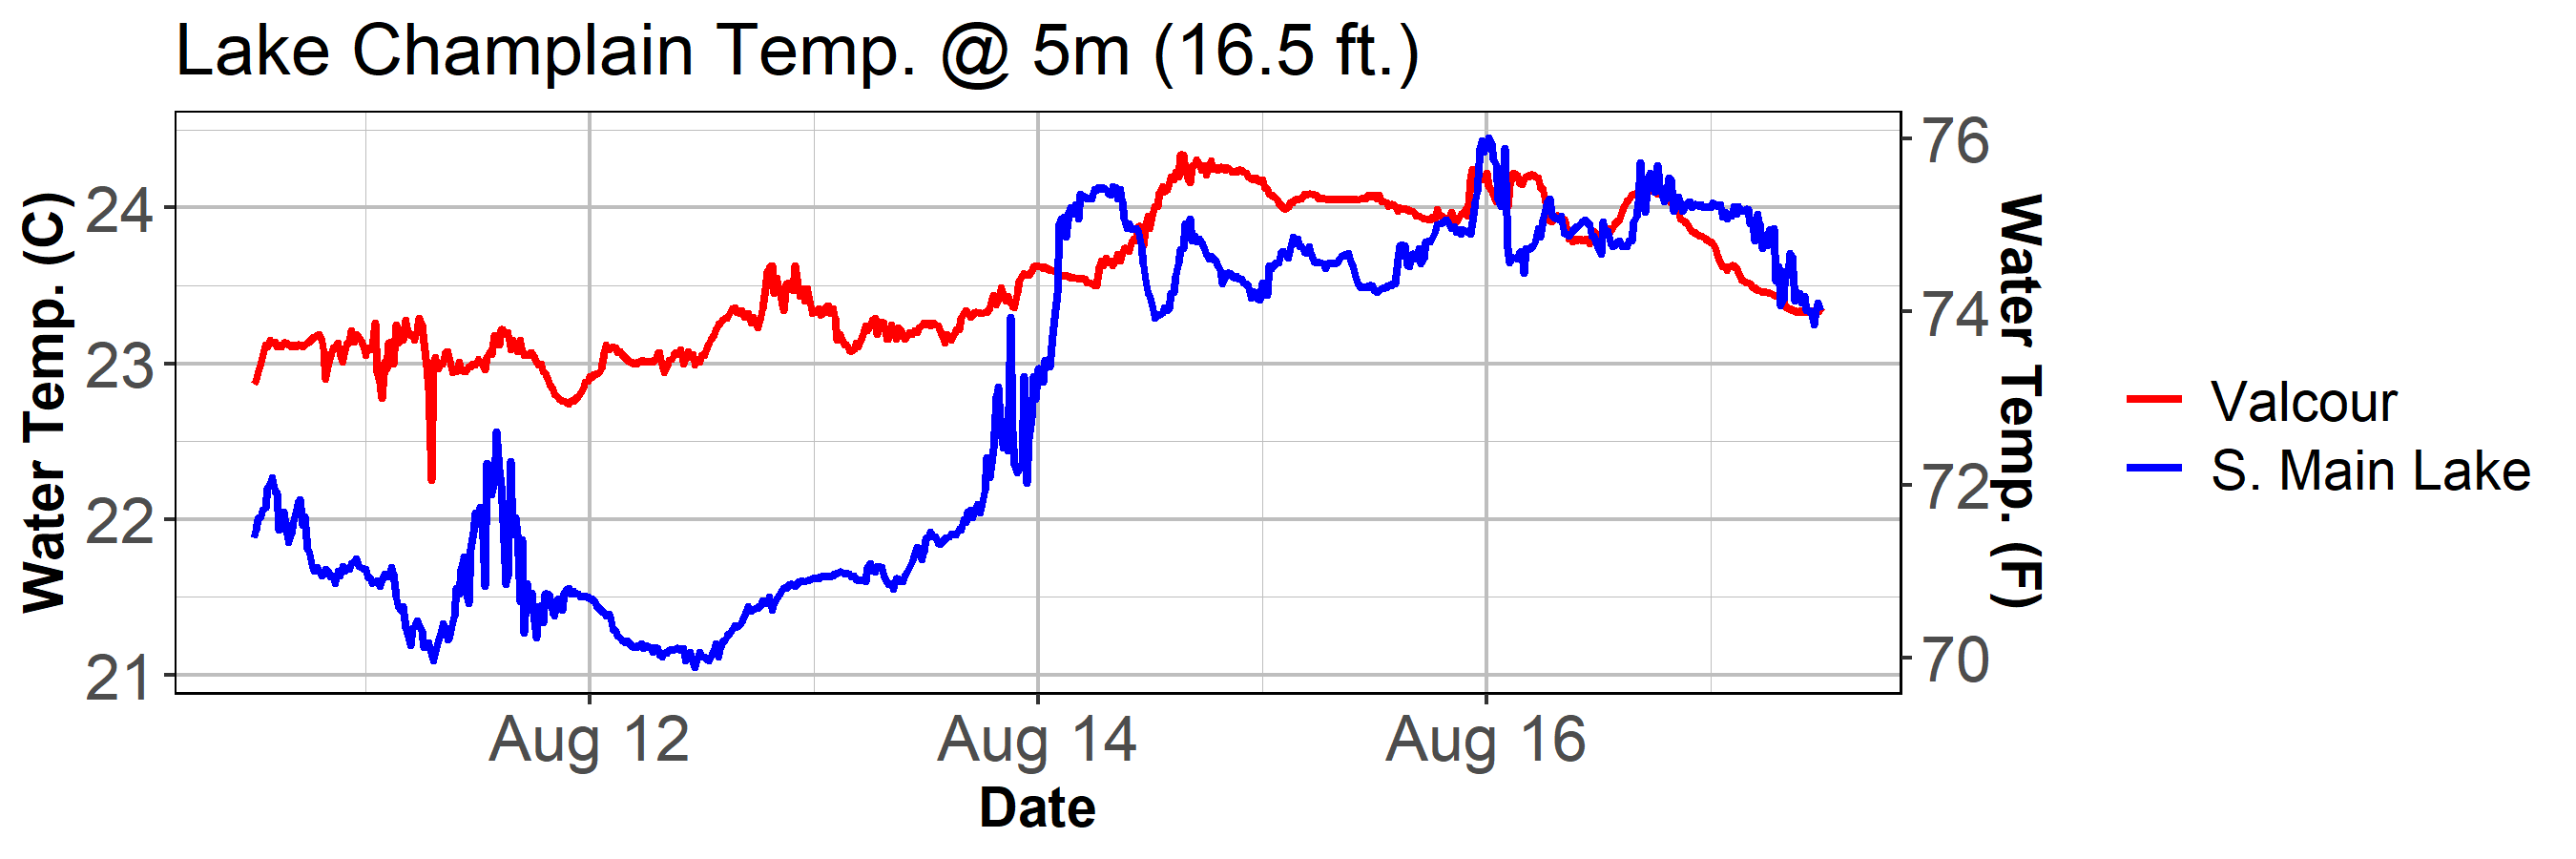 Lake Champlain Temp. @ 5m (16.5 ft.)
Water Temp. (C)
24
23
22
21
76
74
72
70
Water Temp. (F)
Aug 12
Aug 14
Aug 16
Date
Valcour
S. Main Lake